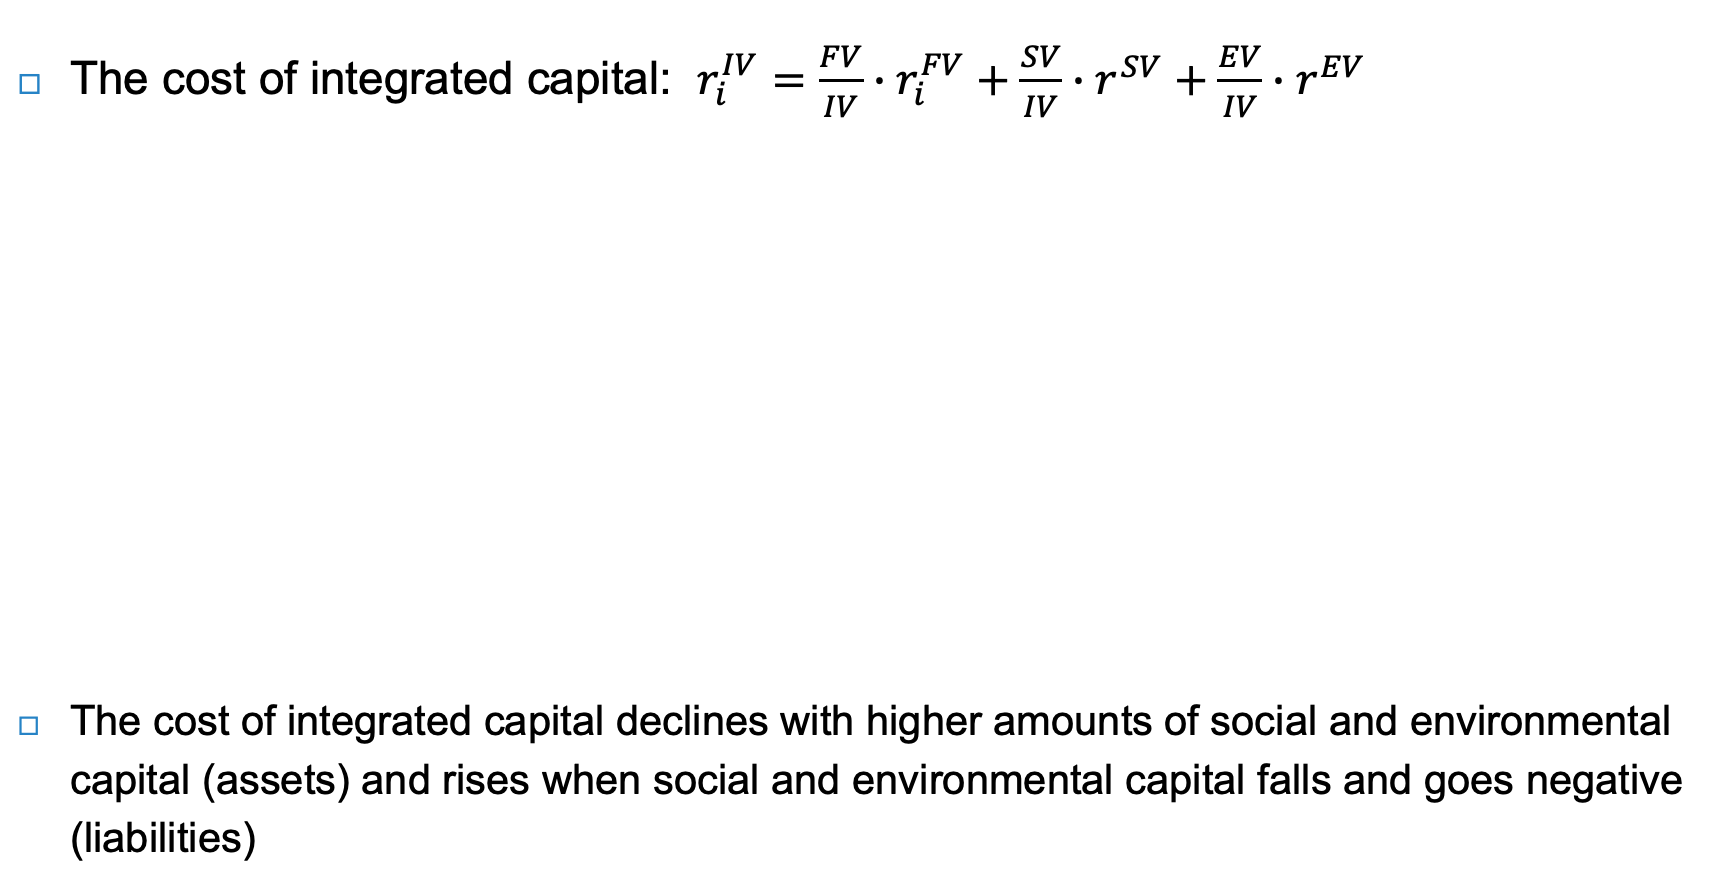 □ The cost of integrated capital: $r_i^{IV} = \frac{FV}{IV} \cdot r_i^{FV} + \frac{SV}{IV} \cdot r^{SV} + \frac{EV}{IV} \cdot r^{EV}$
□ The cost of integrated capital declines with higher amounts of social and environmental
capital (assets) and rises when social and environmental capital falls and goes negative
(liabilities)